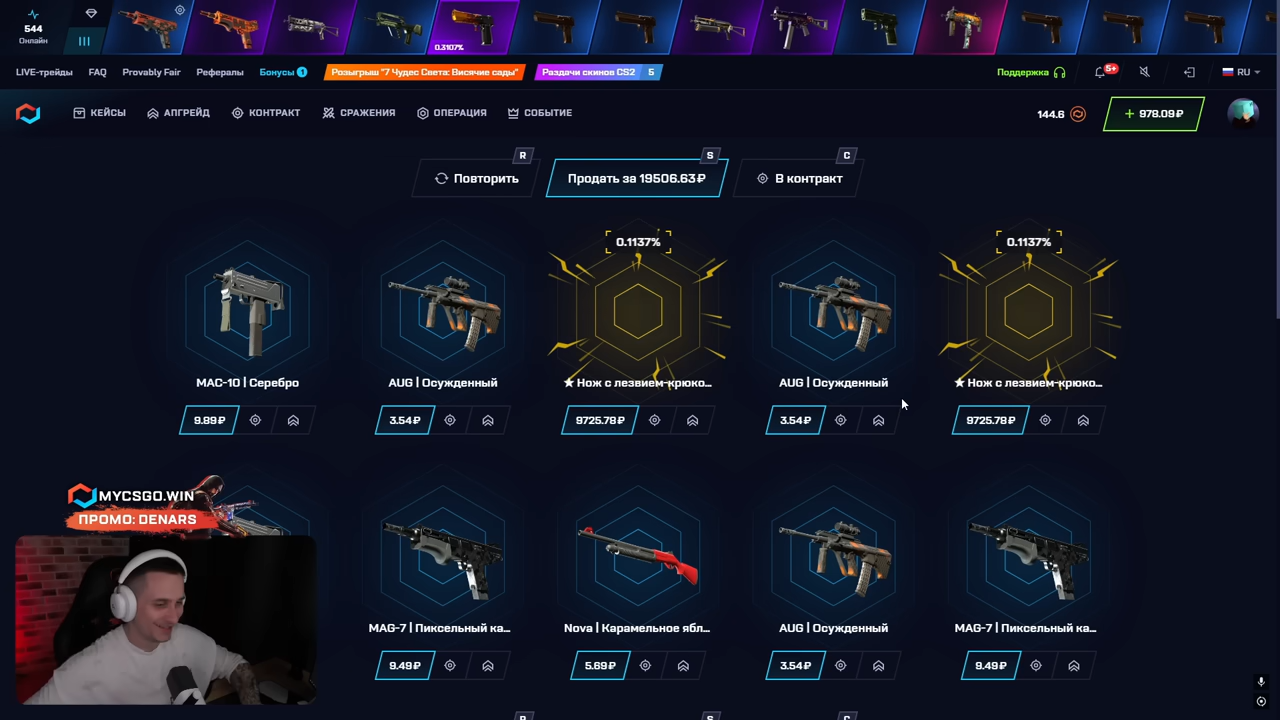 544
Онлайн
0.3107%
LIVE-трейды
FAQ
Provably Fair
Рефералы
Бонусы 1
Розыгрыш "7 Чудес Света: Висячие сады"
Раздачи скинов CS2 5
Поддержка
5+
RU
КЕЙСЫ
АПГРЕЙД
КОНТРАКТ
СРАЖЕНИЯ
ОПЕРАЦИЯ
СОБЫТИЕ
144.6
+ 978.09₽
R
S
C
Повторить
Продать за 19506.63₽
В контракт
0.1137%
0.1137%
MAC-10 | Серебро
AUG | Осужденный
★ Нож с лезвием-крюко...
AUG | Осужденный
★ Нож с лезвием-крюко...
9.89₽
3.54₽
9725.78₽
3.54₽
9725.78₽
MYCSGO.WIN
ПРОМО: DENARS
MAG-7 | Пиксельный ка...
Nova | Карамельное ябл...
AUG | Осужденный
MAG-7 | Пиксельный ка...
9.49₽
5.69₽
3.54₽
9.49₽
R
S
C